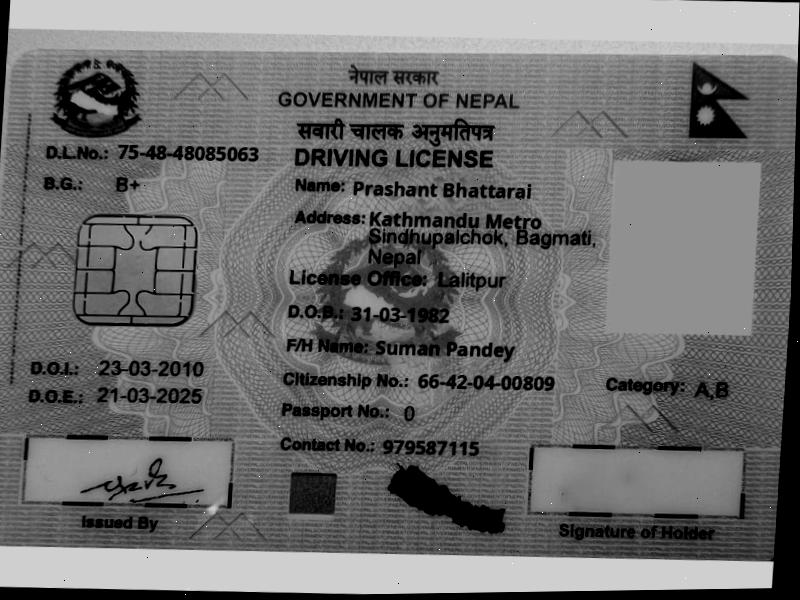 नेपाल सरकार
GOVERNMENT OF NEPAL
सवारी चालक अनुमतिपत्र
DRIVING LICENSE
D.L.No.: 75-48-48085063
B.G.: B+
Name: Prashant Bhattarai
Address: Kathmandu Metro
Sindhupalchok, Bagmati,
Nepal
License Office: Lalitpur
D.O.B.: 31-03-1982
F/H Name: Suman Pandey
D.O.I.: 23-03-2010
D.O.E.: 21-03-2025
Citizenship No.: 66-42-04-00809
Category: A,B
Passport No.: 0
Contact No.: 979587115
Issued By
Signature of Holder